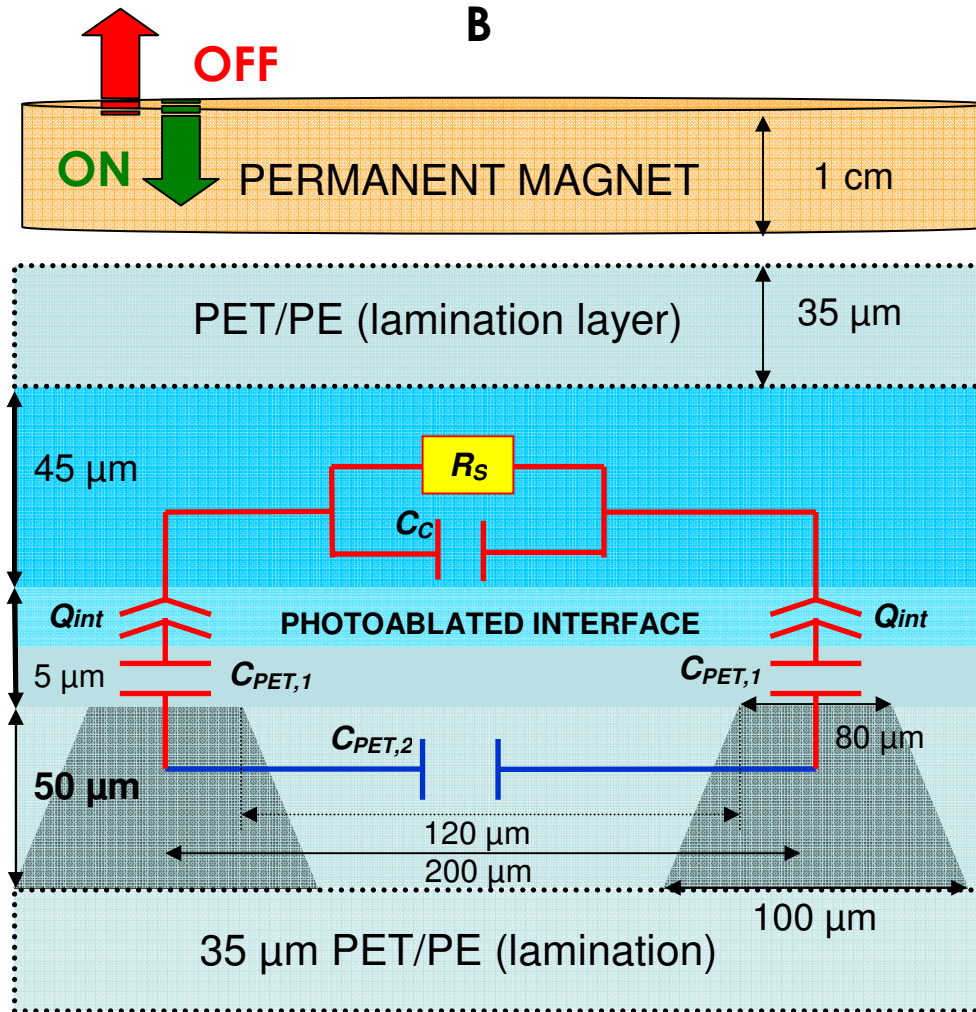 B
OFF
ON
PERMANENT MAGNET
1 cm
PET/PE (lamination layer)
35 µm
45 µm
RS
CC
Qint
PHOTOABLATED INTERFACE
Qint
5 µm
CPET,1
CPET,1
CPET,2
80 µm
50 µm
120 µm
200 µm
100 µm
35 µm PET/PE (lamination)